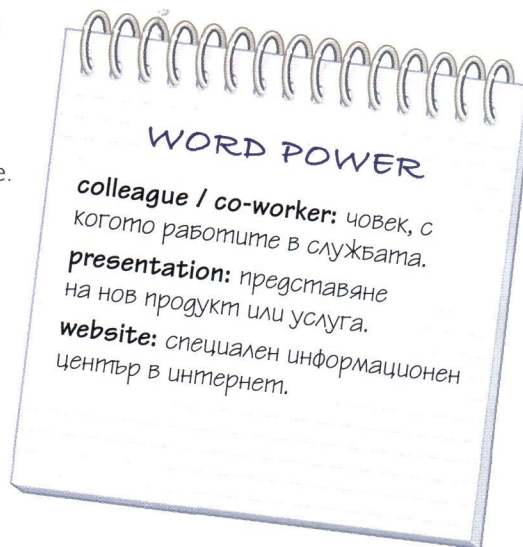 e.
WORD POWER
colleague / co-worker: човек, с
когото работите в службата.
presentation: представяне
на нов продукт или услуга.
website: специален информационен
център в интернет.